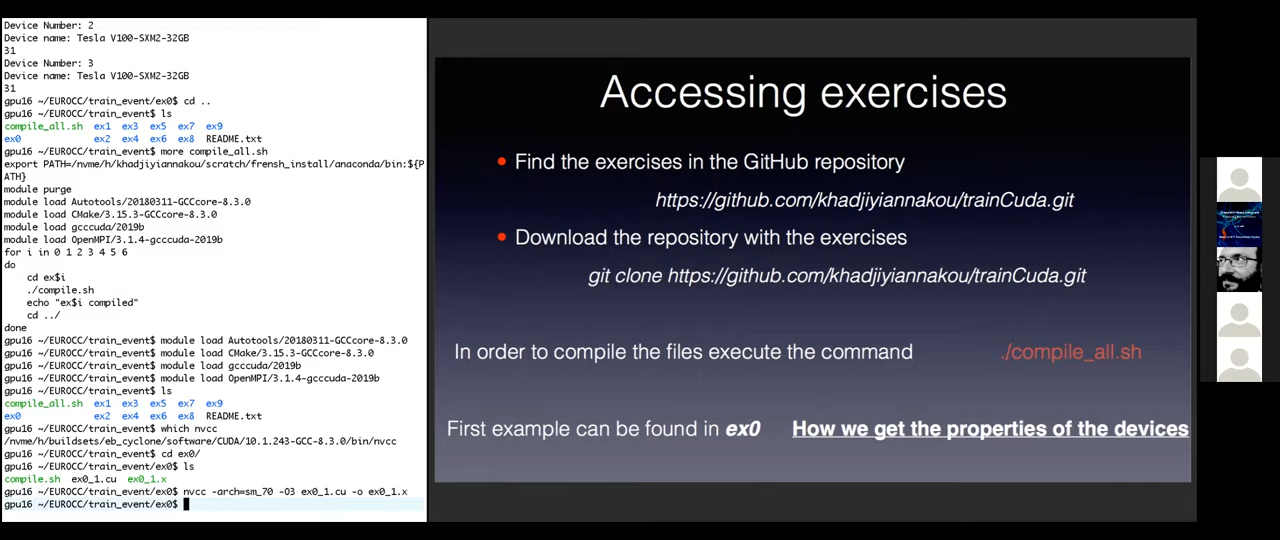 Device Number: 2
Device name: Tesla V100-SXM2-32GB
31
Device Number: 3
Device name: Tesla V100-SXM2-32GB
31
gpu16 ~/EUROCC/train_event/ex0$ cd ..
gpu16 ~/EUROCC/train_event$ ls
compile_all.sh ex1 ex3 ex5 ex7 ex9
ex0 ex2 ex4 ex6 ex8 README.txt
gpu16 ~/EUROCC/train_event$ more compile_all.sh
export PATH=/nvme/h/khadjiyiannakou/scratch/frensh_install/anaconda/bin:${P
ATH}
module purge
module load Autotools/20180311-GCCcore-8.3.0
module load CMake/3.15.3-GCCcore-8.3.0
module load gcccuda/2019b
module load OpenMPI/3.1.4-gcccuda-2019b
for i in 0 1 2 3 4 5 6
do
cd ex$i
./compile.sh
echo "ex$i compiled"
cd ../
done
gpu16 ~/EUROCC/train_event$ module load Autotools/20180311-GCCcore-8.3.0
gpu16 ~/EUROCC/train_event$ module load CMake/3.15.3-GCCcore-8.3.0
gpu16 ~/EUROCC/train_event$ module load gcccuda/2019b
gpu16 ~/EUROCC/train_event$ module load OpenMPI/3.1.4-gcccuda-2019b
gpu16 ~/EUROCC/train_event$ ls
compile_all.sh ex1 ex3 ex5 ex7 ex9
ex0 ex2 ex4 ex6 ex8 README.txt
gpu16 ~/EUROCC/train_event$ which nvcc
/nvme/h/buildsets/eb_cyclone/software/CUDA/10.1.243-GCC-8.3.0/bin/nvcc
gpu16 ~/EUROCC/train_event$ cd ex0/
gpu16 ~/EUROCC/train_event/ex0$ ls
compile.sh ex0_1.cu ex0_1.x
gpu16 ~/EUROCC/train_event/ex0$ nvcc -arch=sm_70 -O3 ex0_1.cu -o ex0_1.x
gpu16 ~/EUROCC/train_event/ex0$
Accessing exercises
• Find the exercises in the GitHub repository
https://github.com/khadjiyiannakou/trainCuda.git
• Download the repository with the exercises
git clone https://github.com/khadjiyiannakou/trainCuda.git
In order to compile the files execute the command ./compile_all.sh
First example can be found in ex0 How we get the properties of the devices